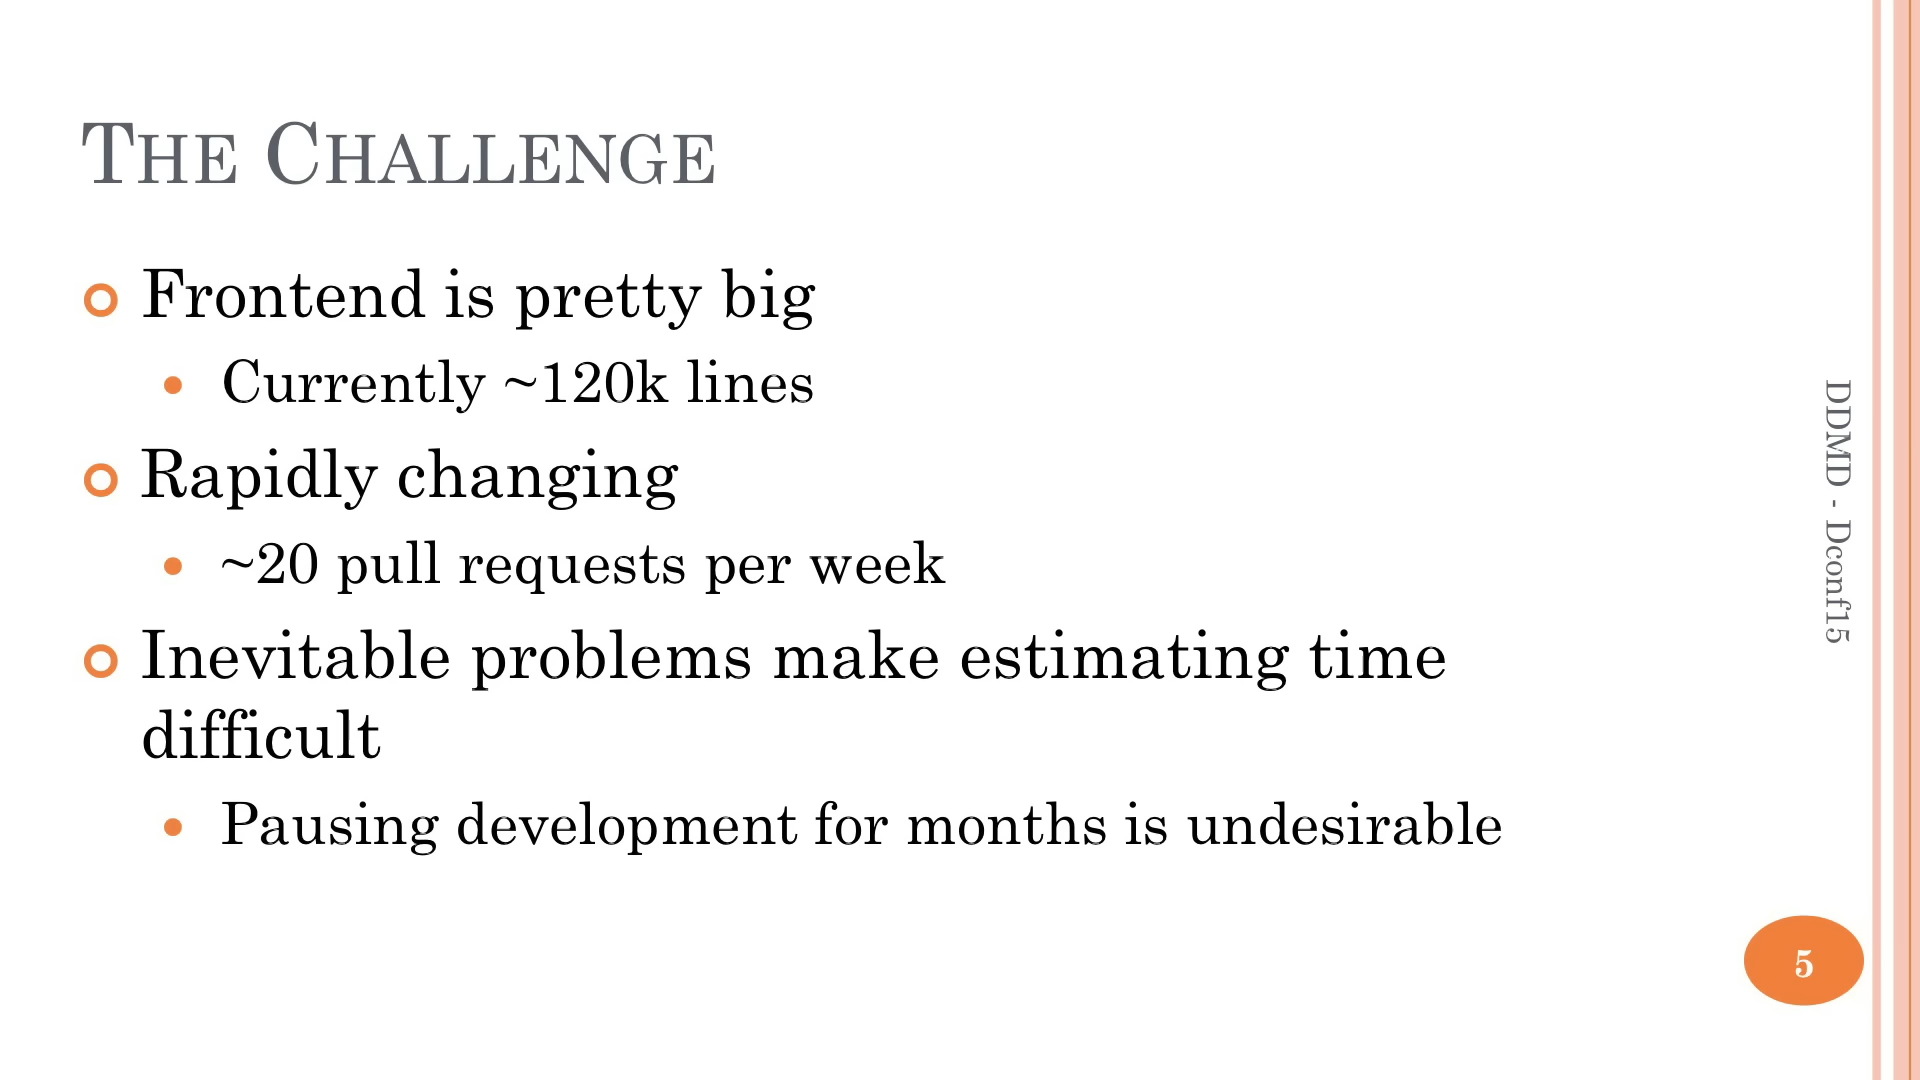 THE CHALLENGE
Frontend is pretty big
Currently ~120k lines
Rapidly changing
~20 pull requests per week
Inevitable problems make estimating time
difficult
Pausing development for months is undesirable
DDMD - Dconf15
5